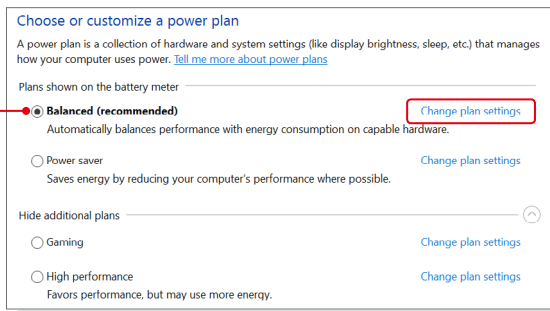 Choose or customize a power plan
A power plan is a collection of hardware and system settings (like display brightness, sleep, etc.) that manages
how your computer uses power. Tell me more about power plans
Plans shown on the battery meter
Balanced (recommended) Change plan settings
Automatically balances performance with energy consumption on capable hardware.
Power saver Change plan settings
Saves energy by reducing your computer's performance where possible.
Hide additional plans
Gaming Change plan settings
High performance Change plan settings
Favors performance, but may use more energy.